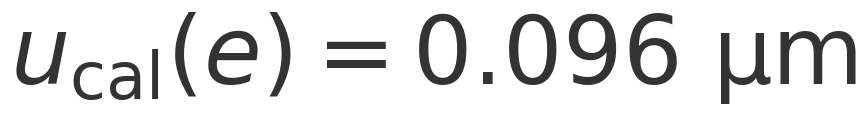 u_cal(e) = 0.096 µm